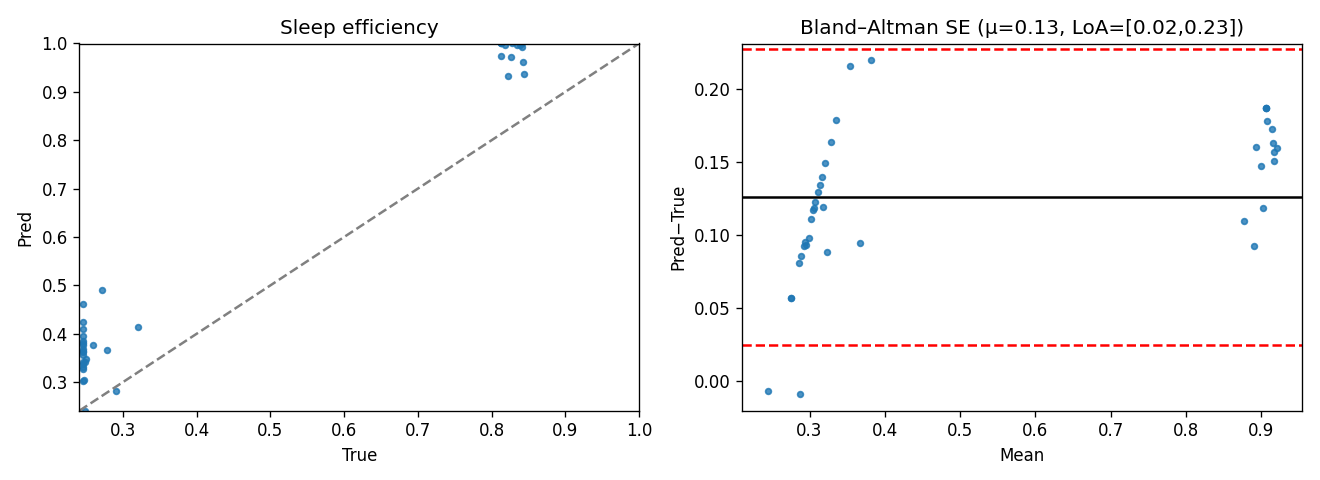 Sleep efficiency
1.0
0.9
0.8
0.7
0.6
0.5
0.4
0.3
Pred
0.3 0.4 0.5 0.6 0.7 0.8 0.9 1.0
True
Bland–Altman SE (μ=0.13, LoA=[0.02,0.23])
0.20
0.15
0.10
0.05
0.00
Pred−True
0.3 0.4 0.5 0.6 0.7 0.8 0.9
Mean